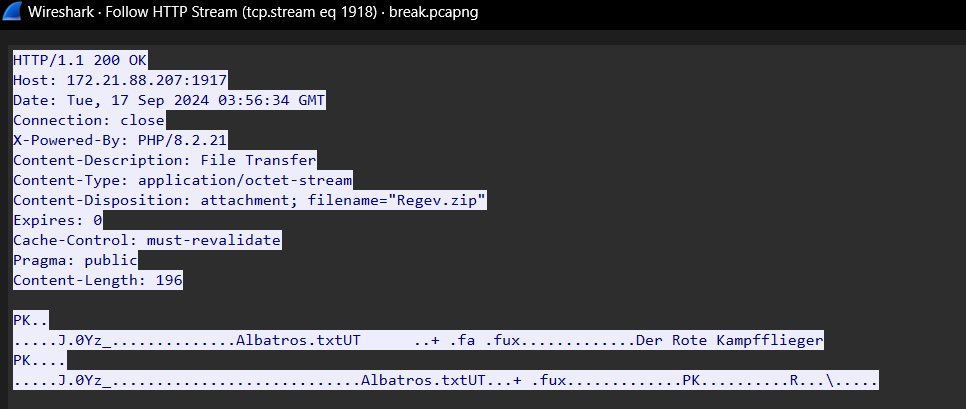 Wireshark · Follow HTTP Stream (tcp.stream eq 1918) · break.pcapng
HTTP/1.1 200 OK
Host: 172.21.88.207:1917
Date: Tue, 17 Sep 2024 03:56:34 GMT
Connection: close
X-Powered-By: PHP/8.2.21
Content-Description: File Transfer
Content-Type: application/octet-stream
Content-Disposition: attachment; filename="Regev.zip"
Expires: 0
Cache-Control: must-revalidate
Pragma: public
Content-Length: 196
PK..
.....J.0Yz_..............Albatros.txtUT      ..+ .fa .fux.............Der Rote Kampfflieger
PK....
.....J.0Yz_............................Albatros.txtUT...+ .fux.............PK..........R...\.....